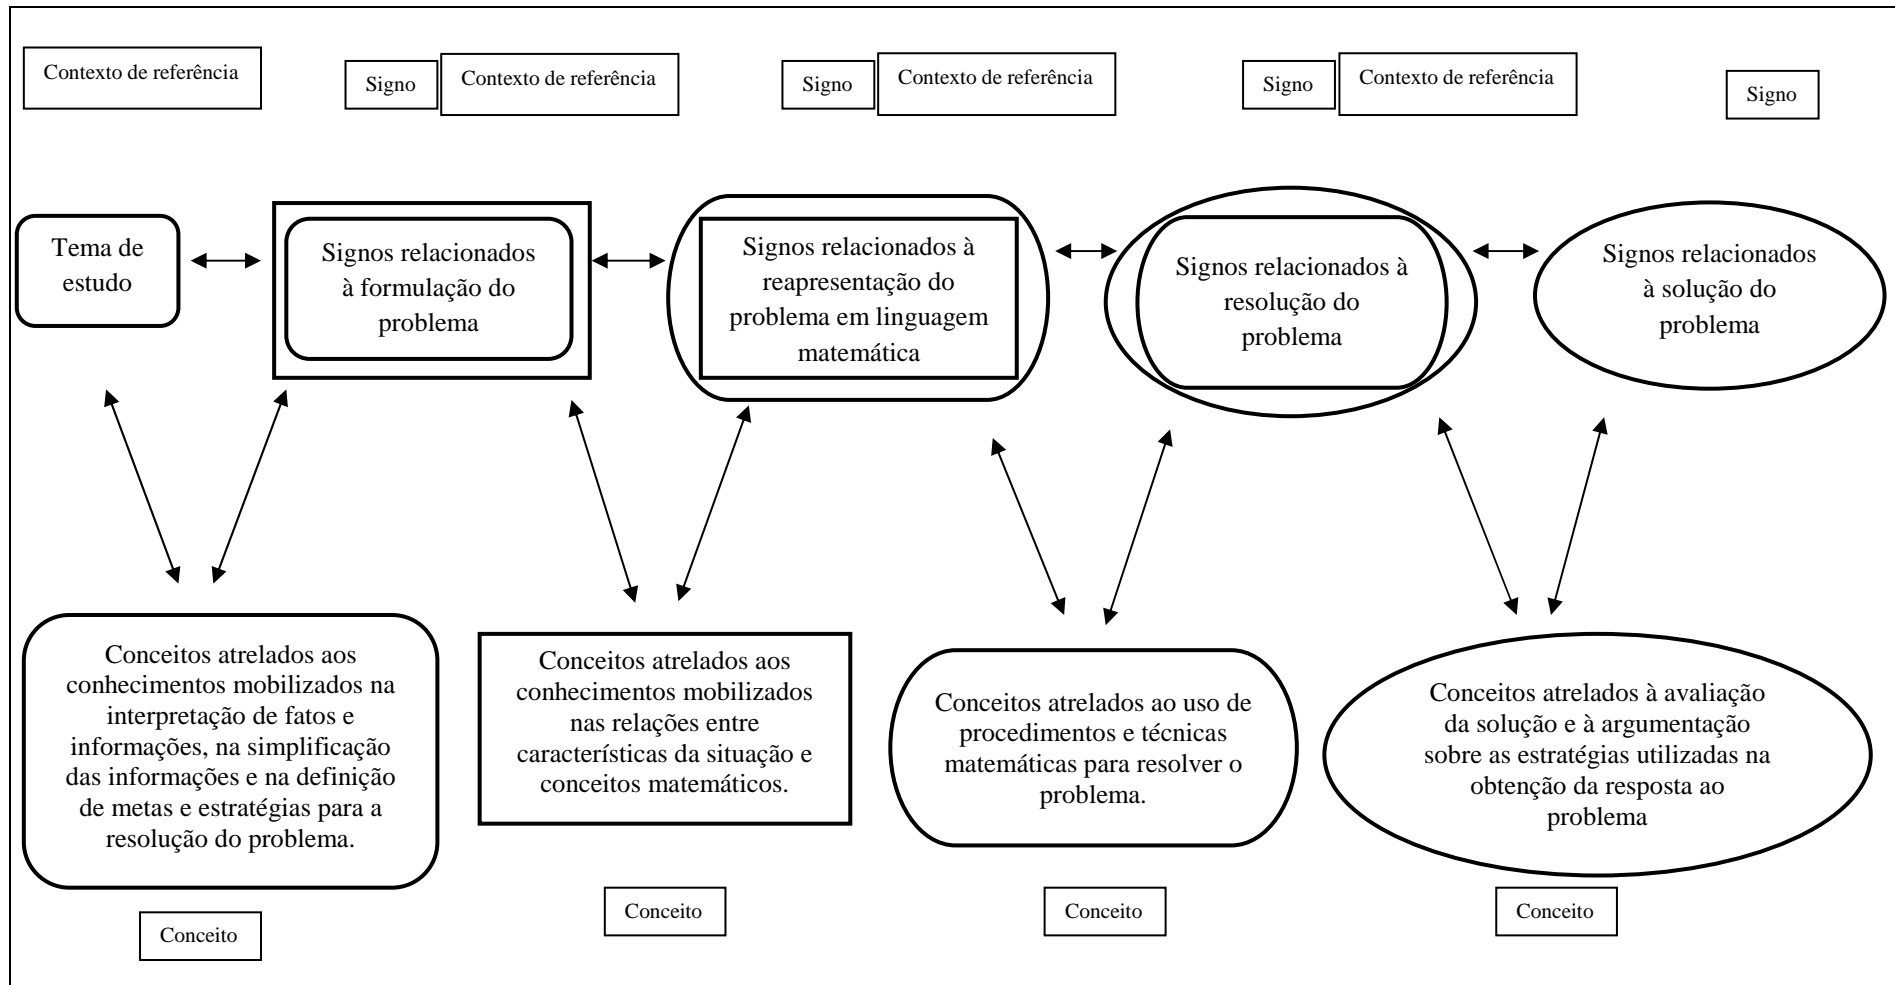 Contexto de referência
Signo
Contexto de referência
Signo
Contexto de referência
Signo
Contexto de referência
Signo
Tema de
estudo
Signos relacionados
à formulação do
problema
Signos relacionados à
reapresentação do
problema em linguagem
matemática
Signos relacionados à
resolução do
problema
Signos relacionados
à solução do
problema
Conceitos atrelados aos
conhecimentos mobilizados na
interpretação de fatos e
informações, na simplificação
das informações e na definição
de metas e estratégias para a
resolução do problema.
Conceitos atrelados aos
conhecimentos mobilizados
nas relações entre
características da situação e
conceitos matemáticos.
Conceitos atrelados ao uso de
procedimentos e técnicas
matemáticas para resolver o
problema.
Conceitos atrelados à avaliação
da solução e à argumentação
sobre as estratégias utilizadas na
obtenção da resposta ao
problema
Conceito
Conceito
Conceito
Conceito